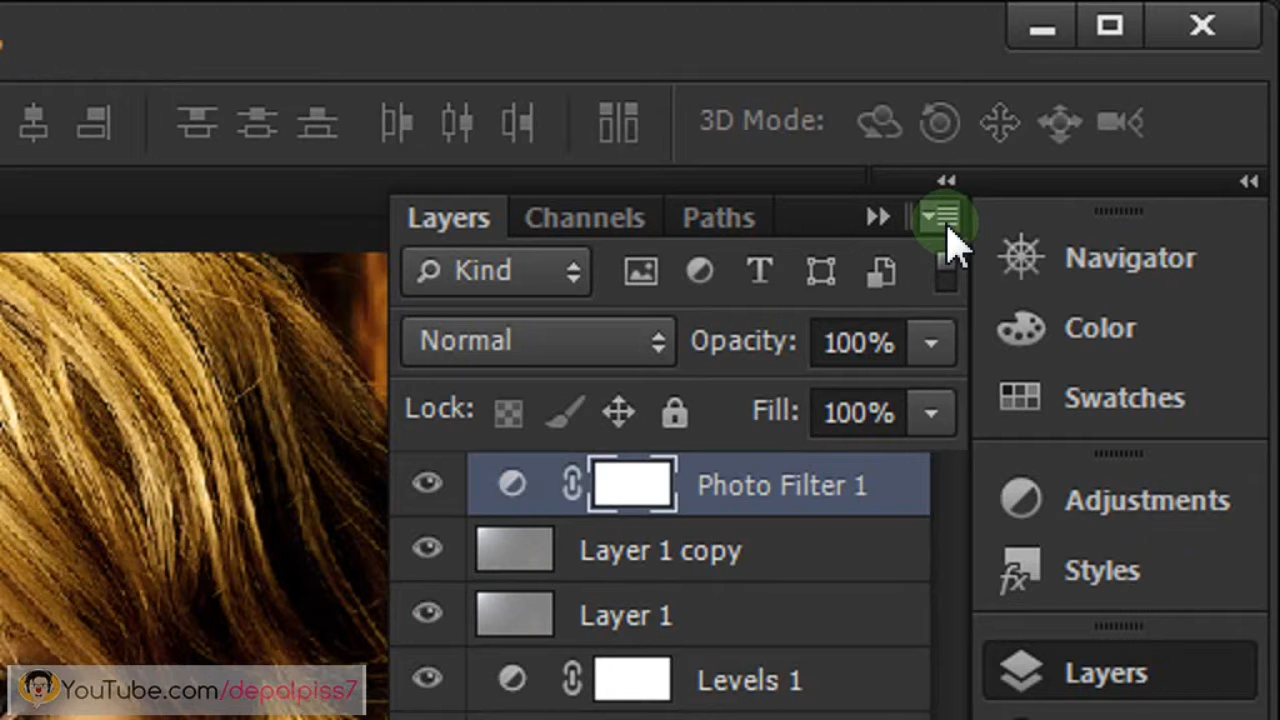 3D Mode:
Layers Channels Paths
Kind T
Normal Opacity: 100%
Lock: Fill: 100%
Photo Filter 1
Layer 1 copy
Layer 1
Levels 1
Navigator
Color
Swatches
Adjustments
fx Styles
Layers
YouTube.com/depalpiss7